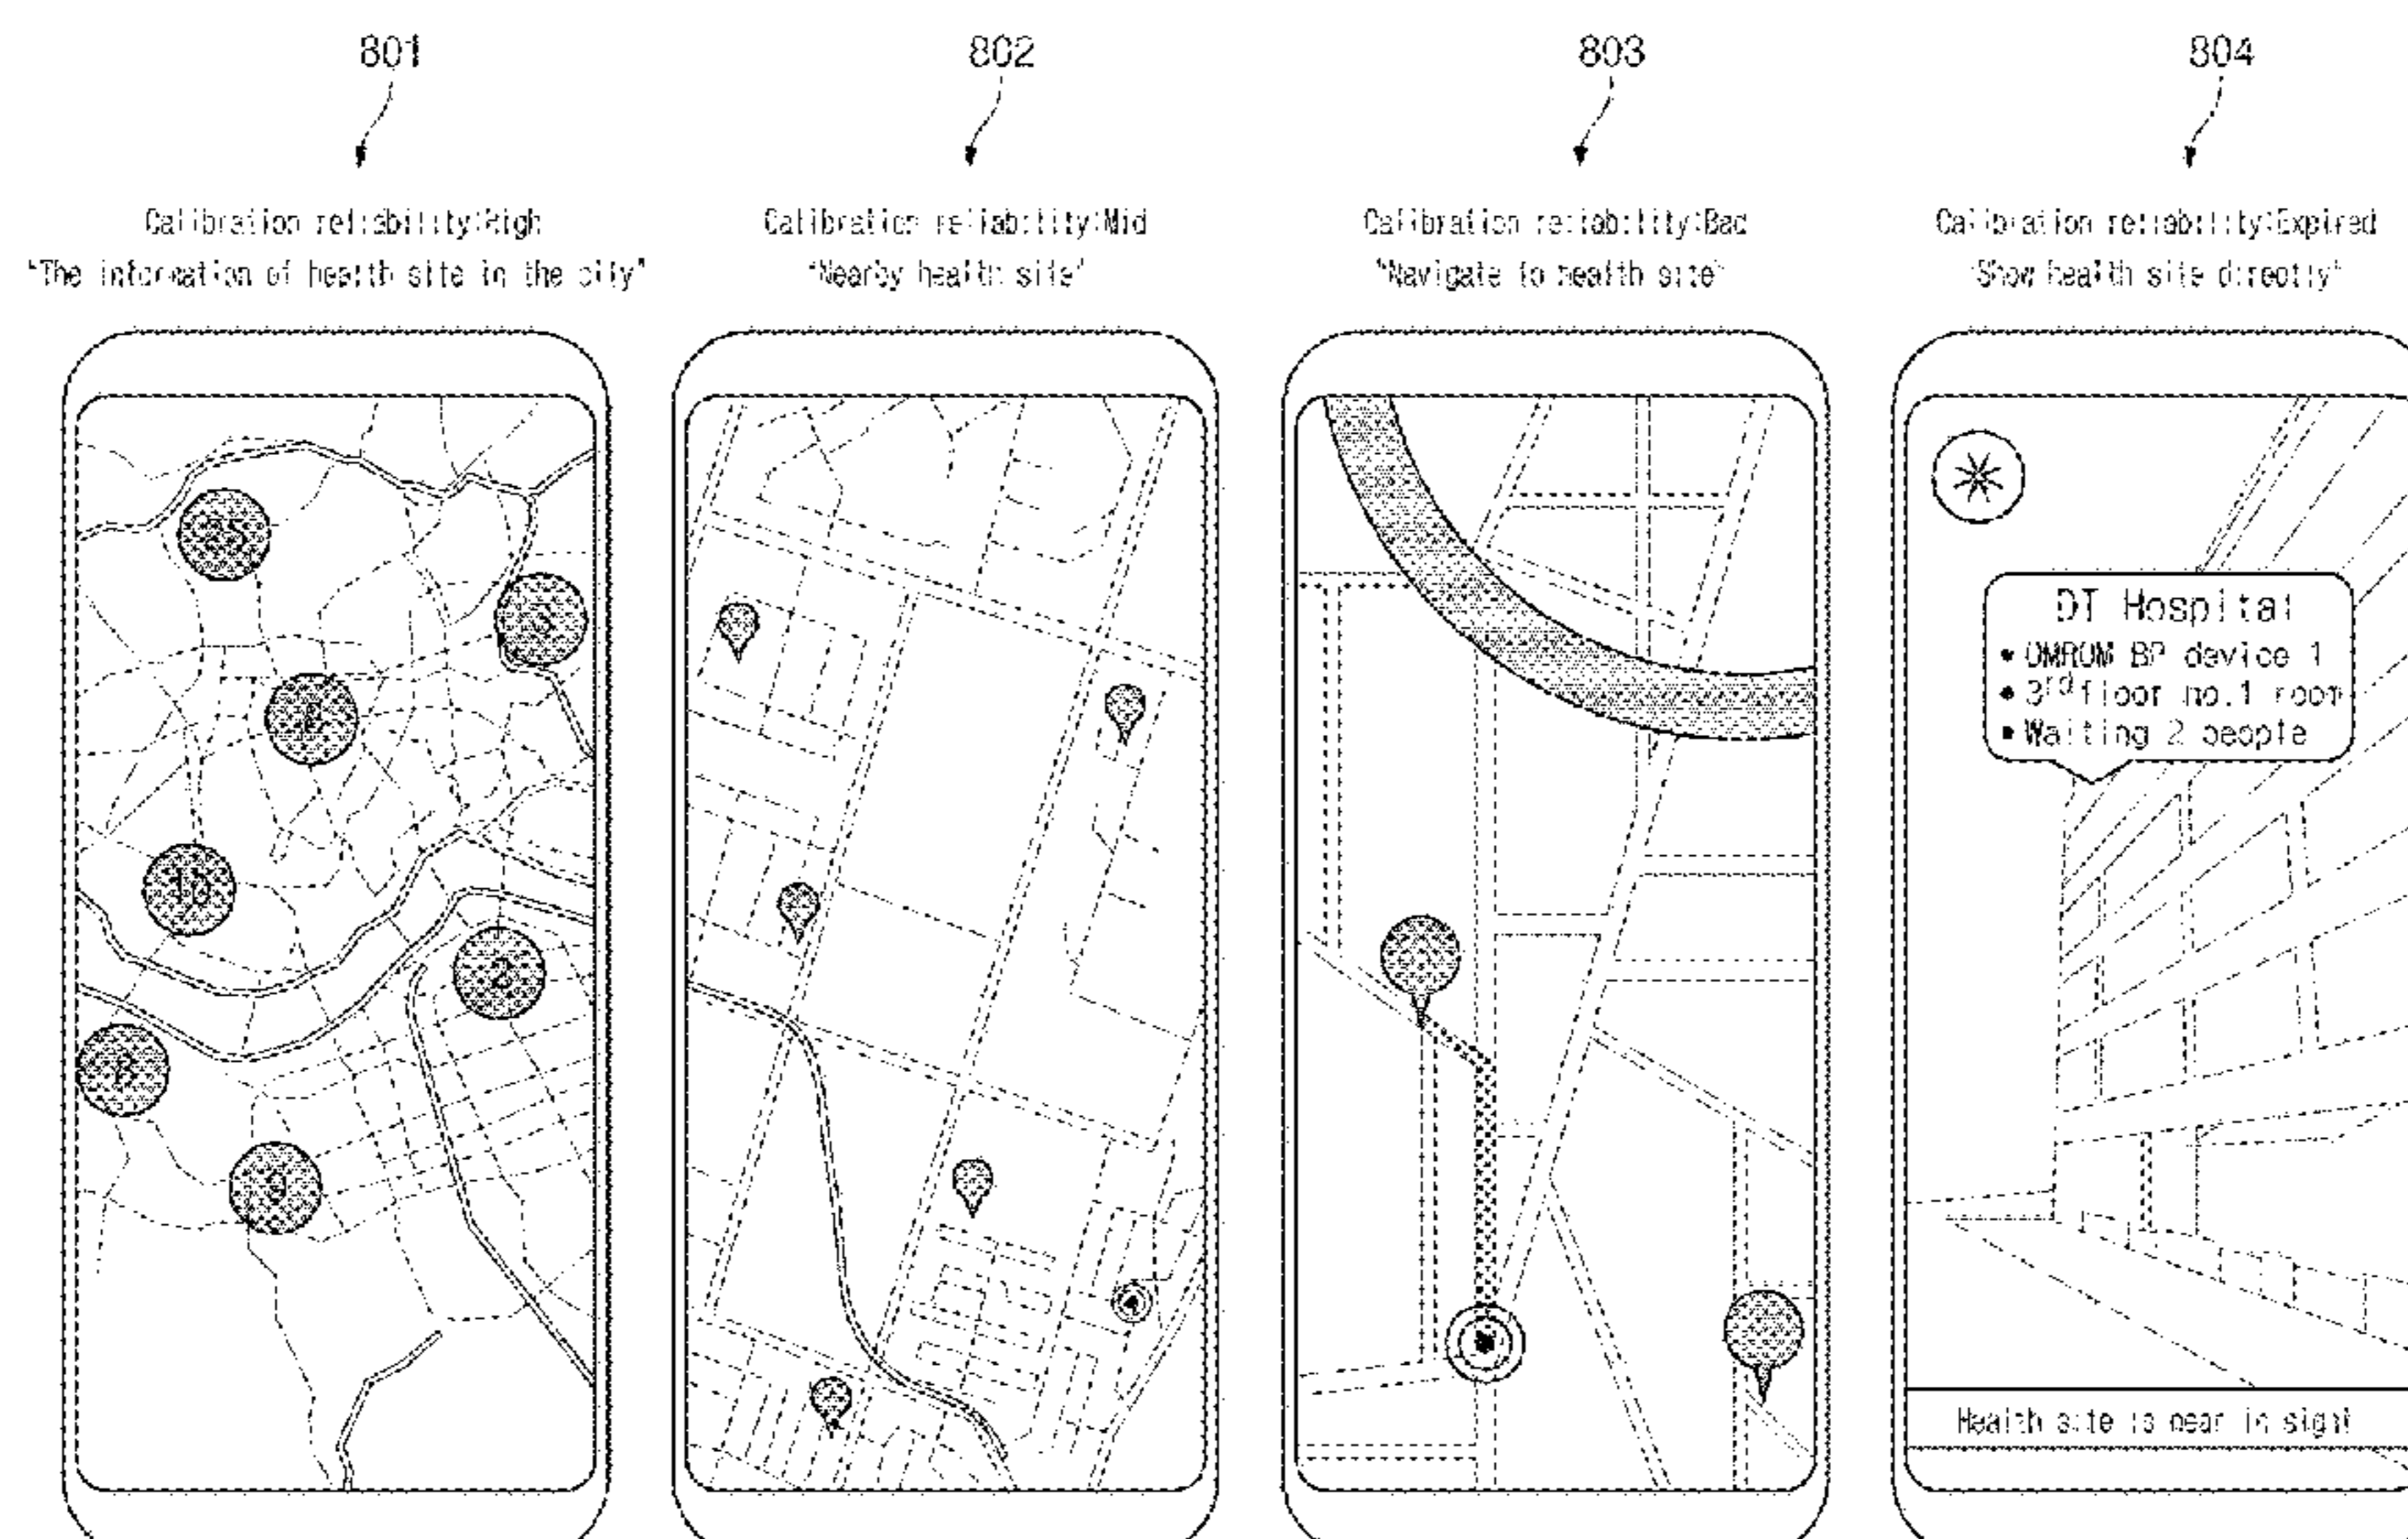 801
802
803
804
Calibration reliability:High
"The information of health site in the city"
Calibration reliability:Mid
"Nearby health site"
Calibration reliability:Bad
"Navigate to health site"
Calibration reliability:Expired
"Show health site directly"
25
3
10
2
8
9
DT Hospital
• OMROM BP device 1
• 3rd floor no.1 room
• Waiting 2 people
Health site is near in sight